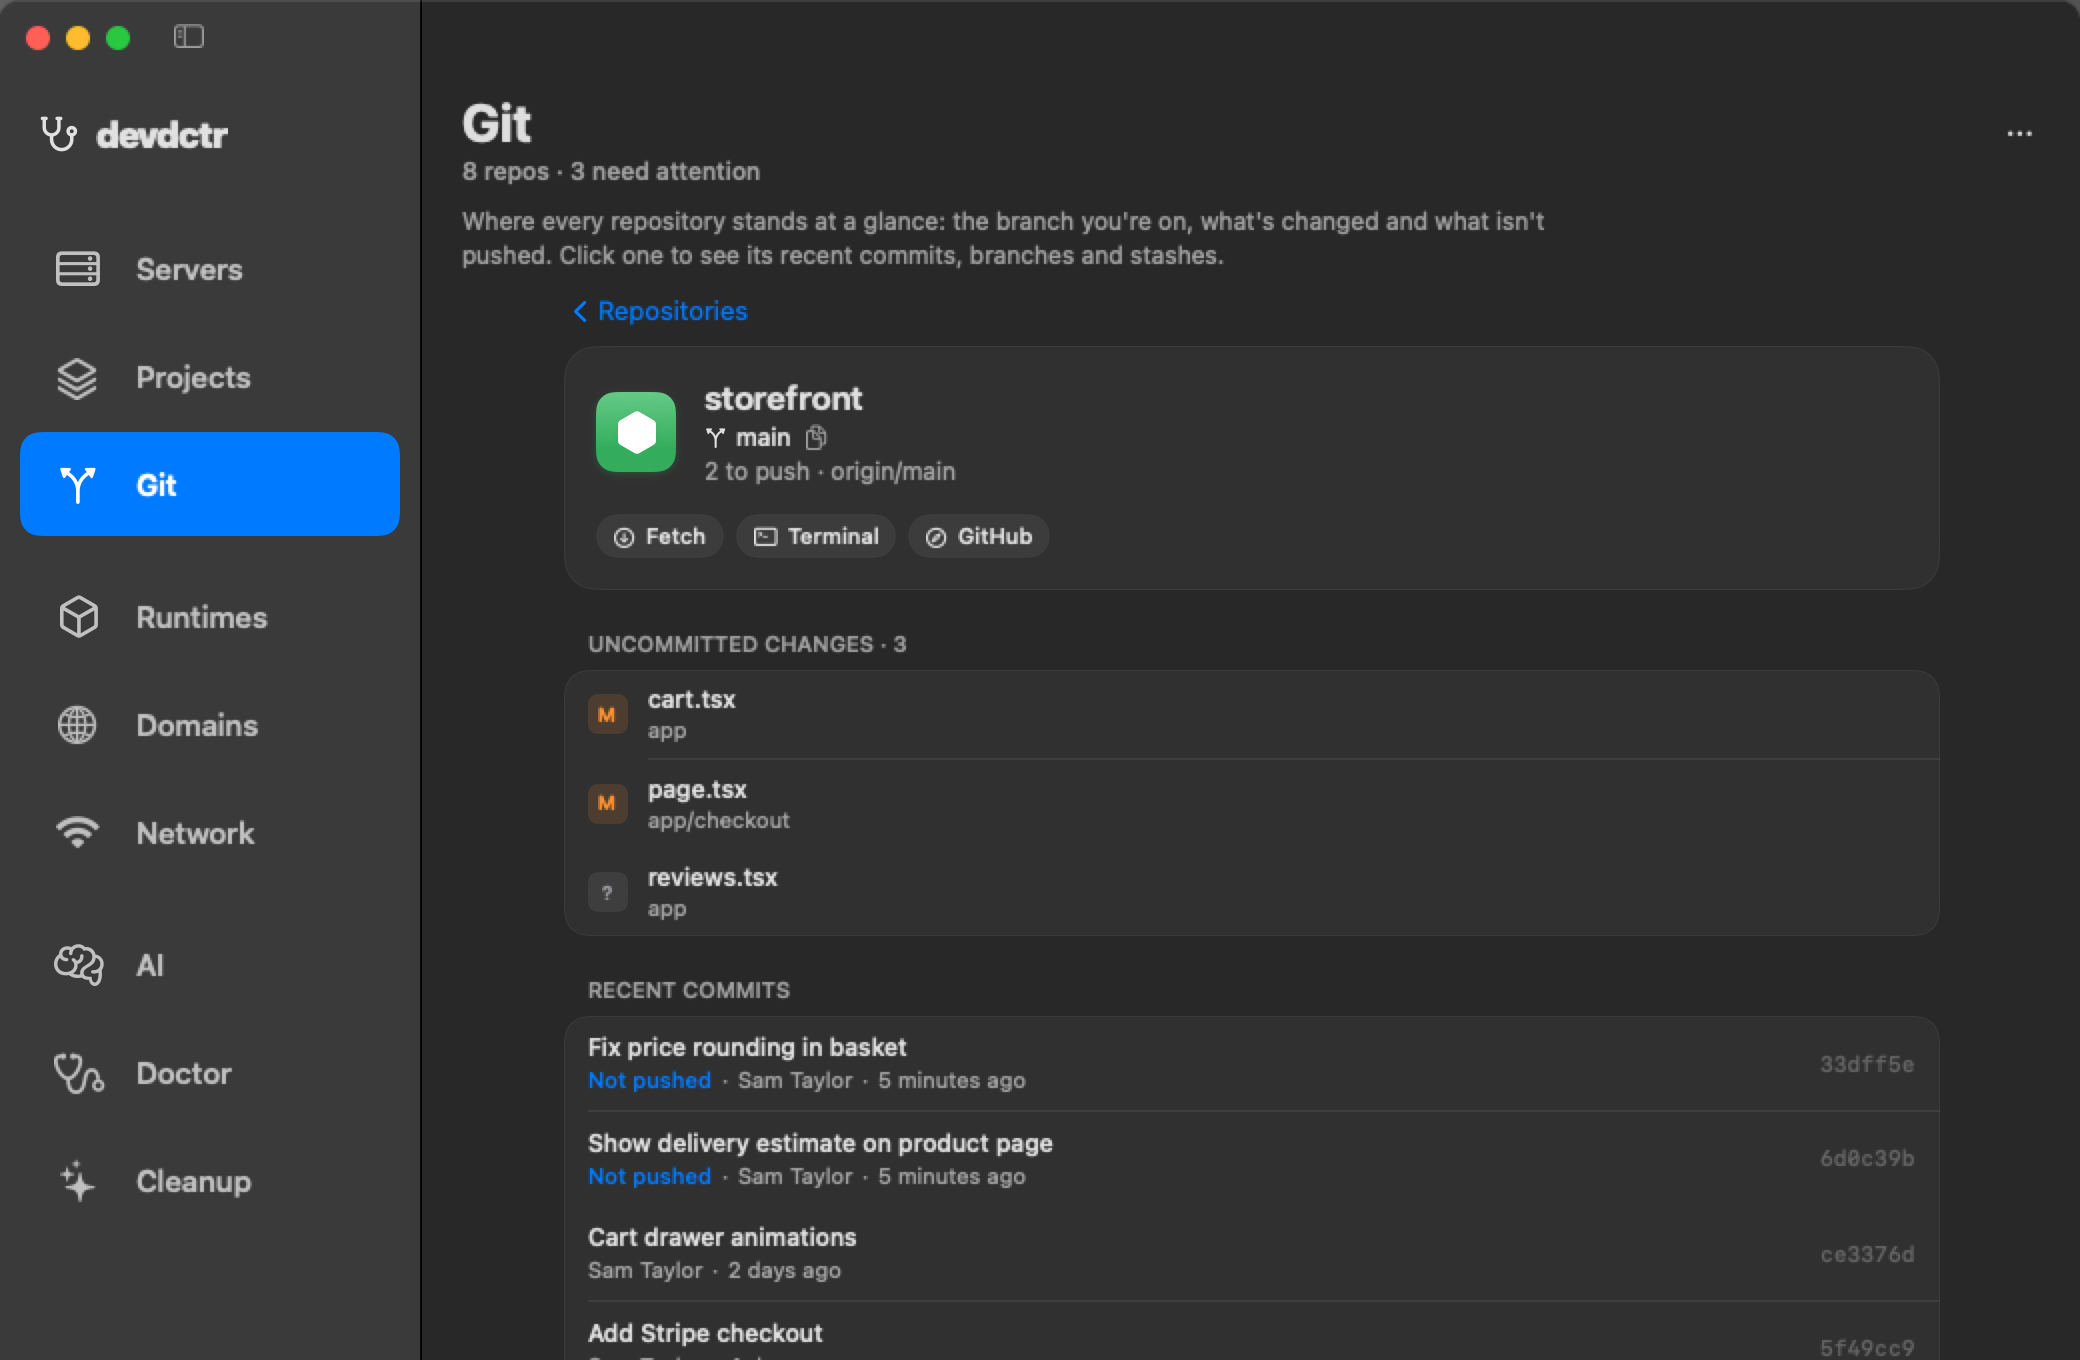 devdctr
Servers
Projects
Git
Runtimes
Domains
Network
AI
Doctor
Cleanup
Git
8 repos · 3 need attention
Where every repository stands at a glance: the branch you're on, what's changed and what isn't
pushed. Click one to see its recent commits, branches and stashes.
Repositories
storefront
main
2 to push · origin/main
Fetch
Terminal
GitHub
UNCOMMITTED CHANGES · 3
M
cart.tsx
app
M
page.tsx
app/checkout
?
reviews.tsx
app
RECENT COMMITS
Fix price rounding in basket
Not pushed · Sam Taylor · 5 minutes ago
33dff5e
Show delivery estimate on product page
Not pushed · Sam Taylor · 5 minutes ago
6d0c39b
Cart drawer animations
Sam Taylor · 2 days ago
ce3376d
Add Stripe checkout
5f49cc9